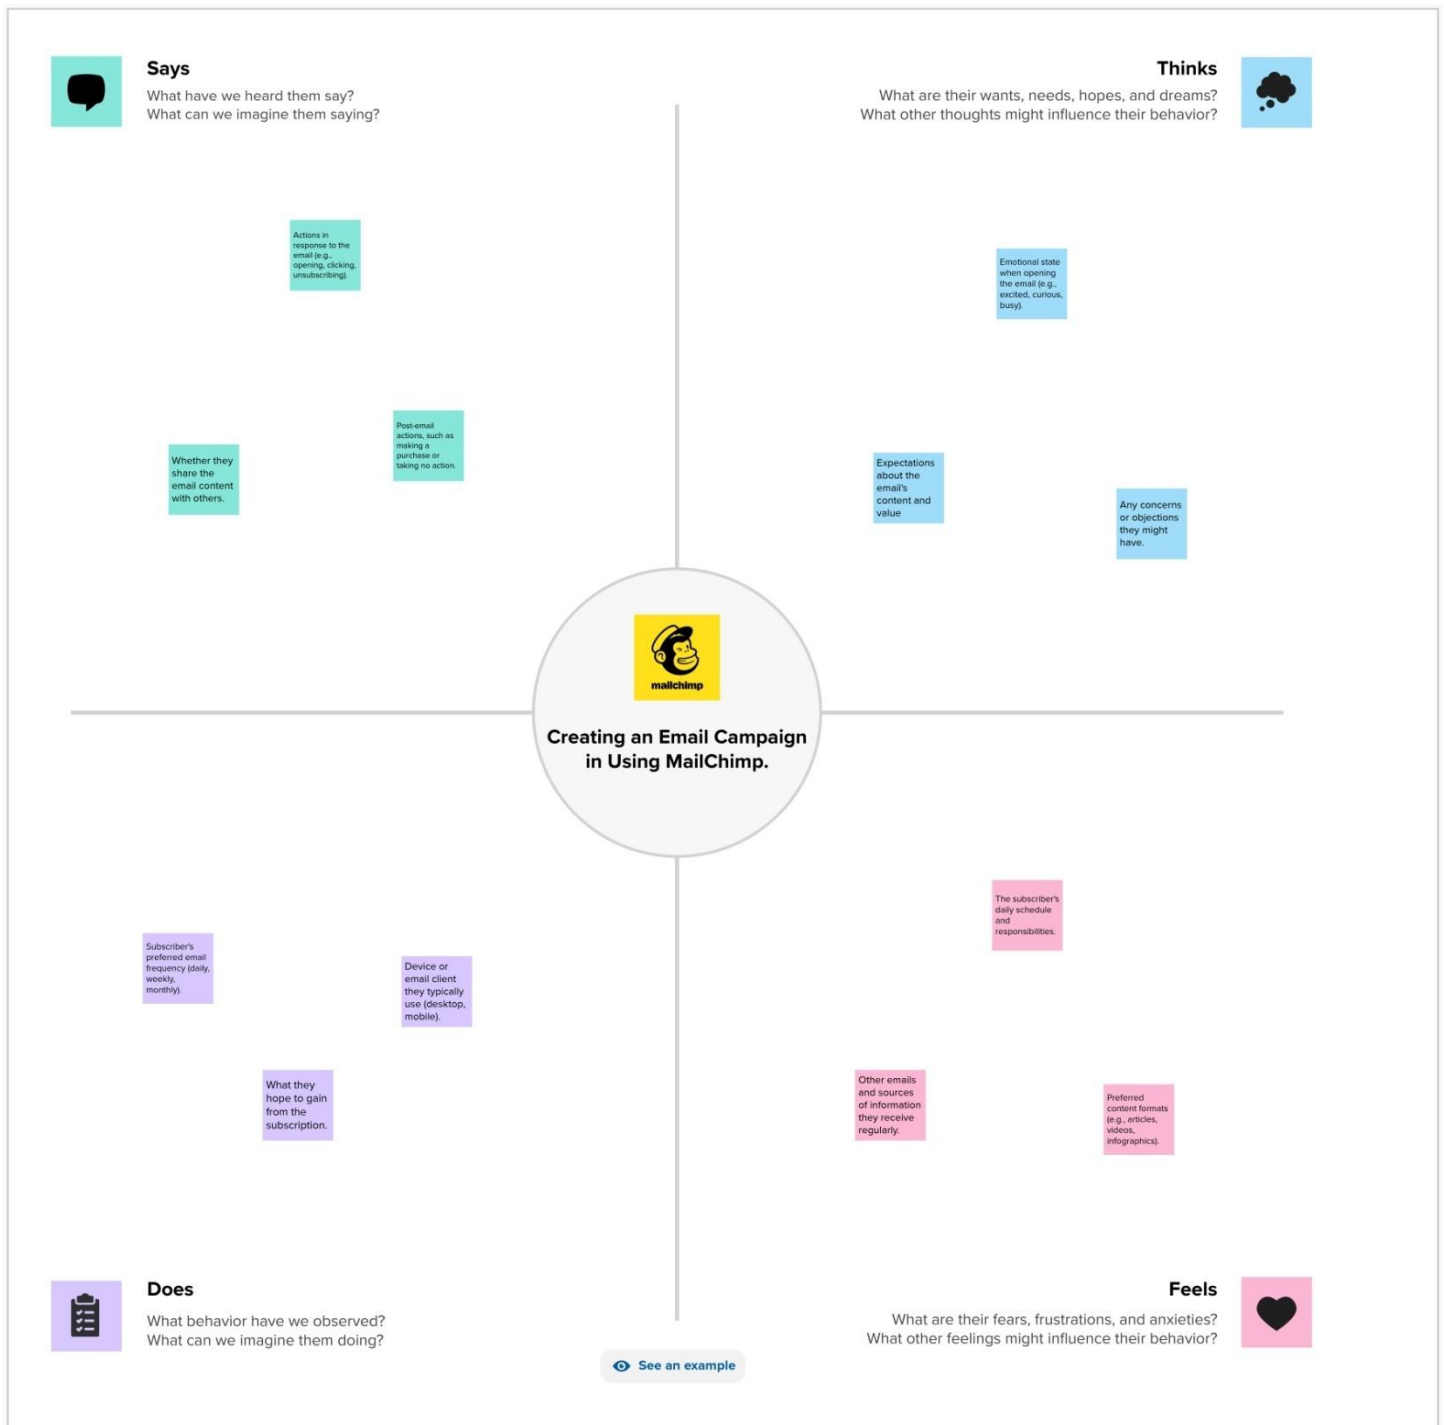 Says
What have we heard them say?
What can we imagine them saying?
Thinks
What are their wants, needs, hopes, and dreams?
What other thoughts might influence their behavior?
Actions in
response to the
email (e.g.,
opening, clicking,
unsubscribing).
Post-email
actions, such as
making a
purchase or
taking no action.
Whether they
share the
email content
with others.
Emotional state
when opening
the email (e.g.,
excited, curious,
busy).
Expectations
about the
email's
content and
value
Any concerns
or objections
they might
have.
mailchimp
Creating an Email Campaign
in Using MailChimp.
Subscriber's
preferred email
frequency (daily,
weekly,
monthly).
Device or
email client
they typically
use (desktop,
mobile).
What they
hope to gain
from the
subscription.
The subscriber's
daily schedule
and
responsibilities.
Other emails
and sources
of information
they receive
regularly.
Preferred
content formats
(e.g., articles,
videos,
infographics).
Does
What behavior have we observed?
What can we imagine them doing?
Feels
What are their fears, frustrations, and anxieties?
What other feelings might influence their behavior?
See an example